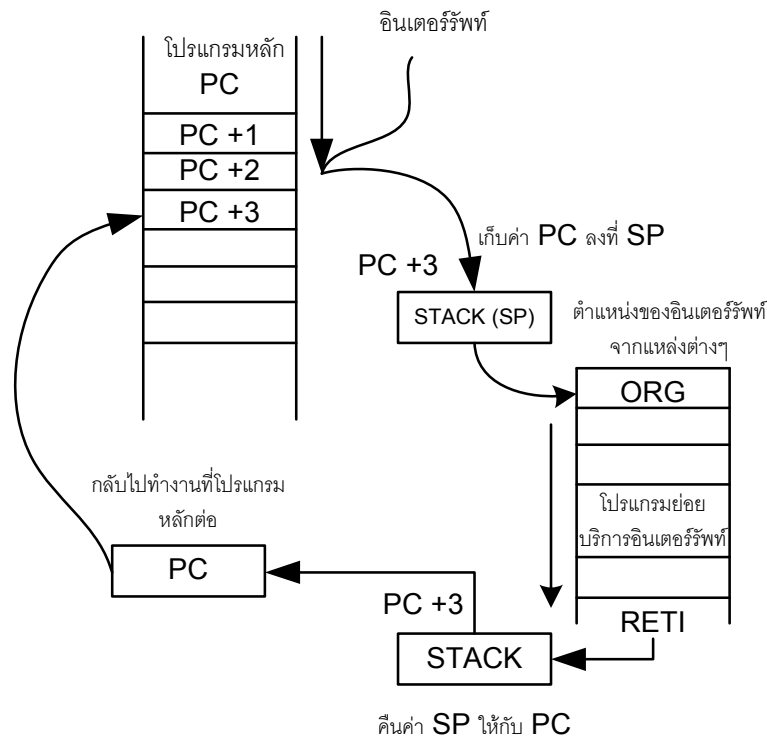 อินเตอร์รัพท์
โปรแกรมหลัก
PC
PC +1
PC +2
PC +3
เก็บค่า PC ลงที่ SP
PC +3
STACK (SP)
ตำแหน่งของอินเตอร์รัพท์
จากแหล่งต่างๆ
ORG
โปรแกรมย่อย
บริการอินเตอร์รัพท์
RETI
กลับไปทำงานที่โปรแกรม
หลักต่อ
PC
PC +3
STACK
คืนค่า SP ให้กับ PC